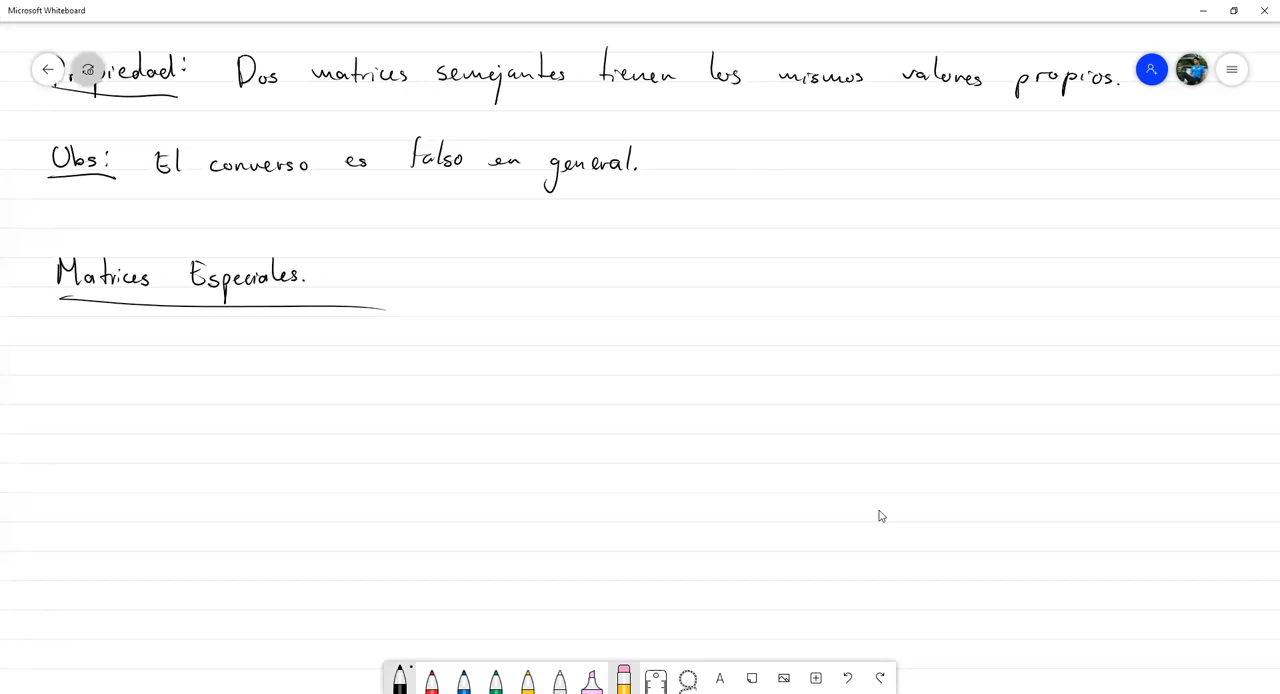 Microsoft Whiteboard
Propiedad: Dos matrices semejantes tienen los mismos valores propios.
Obs: El converso es falso en general.
Matrices Especiales.
A